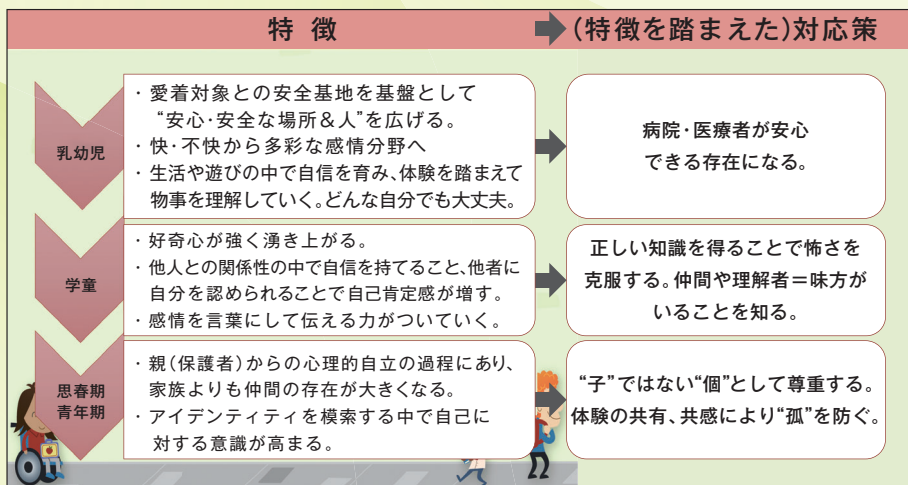 特 徴
(特徴を踏まえた)対応策
乳幼児
・愛着対象との安全基地を基盤として
“安心・安全な場所&人”を広げる。
・快・不快から多彩な感情分野へ
・生活や遊びの中で自信を育み、体験を踏まえて
物事を理解していく。どんな自分でも大丈夫。
病院・医療者が安心
できる存在になる。
学童
・好奇心が強く湧き上がる。
・他人との関係性の中で自信を持てること、他者に
自分を認められることで自己肯定感が増す。
・感情を言葉にして伝える力がついていく。
正しい知識を得ることで怖さを
克服する。仲間や理解者=味方が
いることを知る。
思春期
青年期
・親(保護者)からの心理的自立の過程にあり、
家族よりも仲間の存在が大きくなる。
・アイデンティティを模索する中で自己に
対する意識が高まる。
“子”ではない“個”として尊重する。
体験の共有、共感により“孤”を防ぐ。